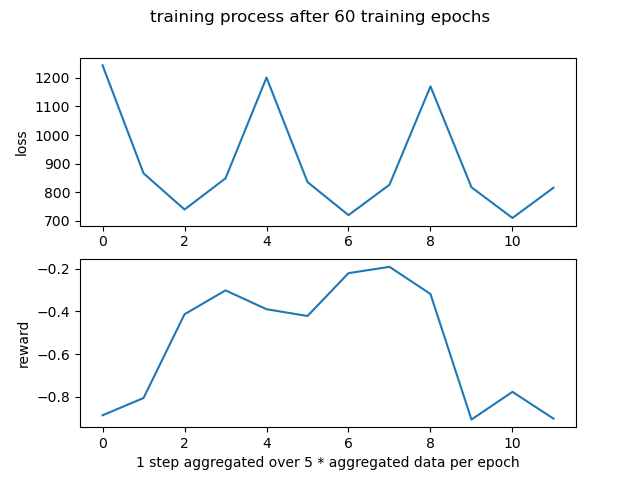 training process after 60 training epochs
1200
1100
1000
900
800
700
loss
0 2 4 6 8 10
−0.2
−0.4
−0.6
−0.8
reward
0 2 4 6 8 10
1 step aggregated over 5 * aggregated data per epoch